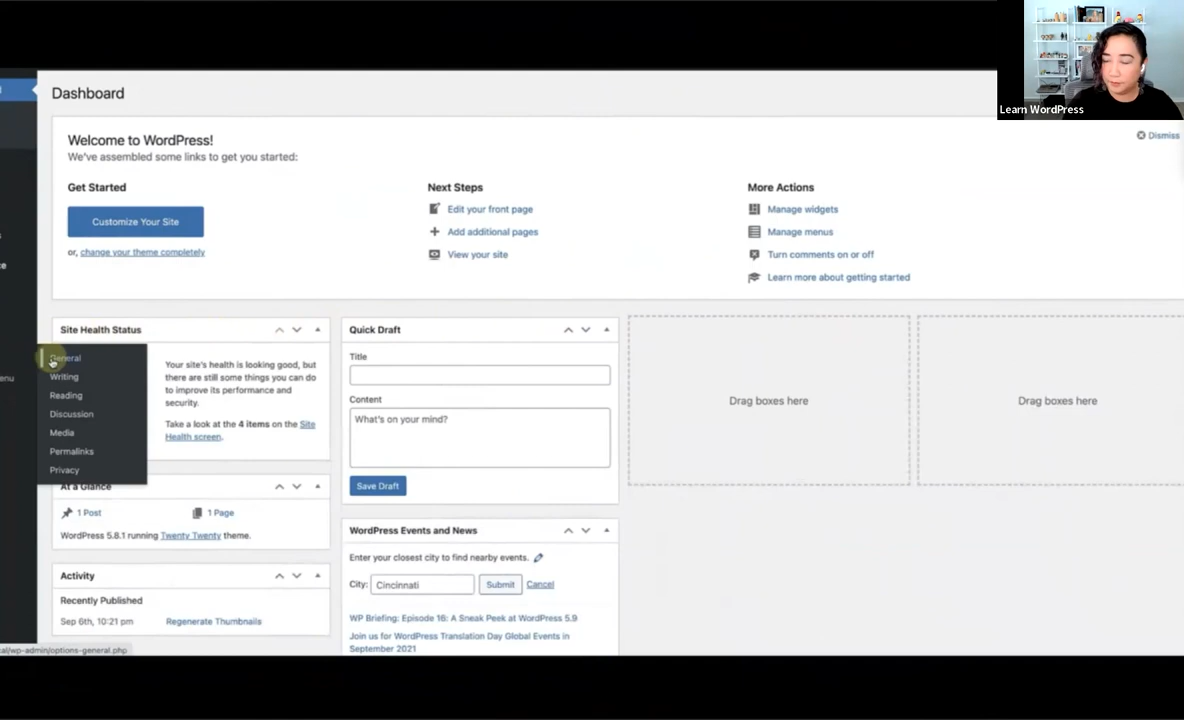 Learn WordPress
Dashboard
Dismiss
Welcome to WordPress!
We've assembled some links to get you started:
Get Started
Customize Your Site
or, change your theme completely
Next Steps
Edit your front page
Add additional pages
View your site
More Actions
Manage widgets
Manage menus
Turn comments on or off
Learn more about getting started
Site Health Status
General
Writing
Reading
Discussion
Media
Permalinks
Privacy
Your site's health is looking good, but
there are still some things you can do
to improve its performance and
security.
Take a look at the 4 items on the Site
Health screen.
At a Glance
1 Post
1 Page
WordPress 5.8.1 running Twenty Twenty theme.
Activity
Recently Published
Sep 6th, 10:21 pm
Regenerate Thumbnails
Quick Draft
Title
Content
What's on your mind?
Save Draft
WordPress Events and News
Enter your closest city to find nearby events.
City: Cincinnati Submit Cancel
WP Briefing: Episode 16: A Sneak Peek at WordPress 5.9
Join us for WordPress Translation Day Global Events in
September 2021
Drag boxes here
Drag boxes here
al/wp-admin/options-general.php